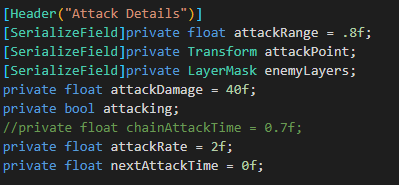 [Header("Attack Details")]
[SerializeField]private float attackRange = .8f;
[SerializeField]private Transform attackPoint;
[SerializeField]private LayerMask enemyLayers;
private float attackDamage = 40f;
private bool attacking;
//private float chainAttackTime = 0.7f;
private float attackRate = 2f;
private float nextAttackTime = 0f;